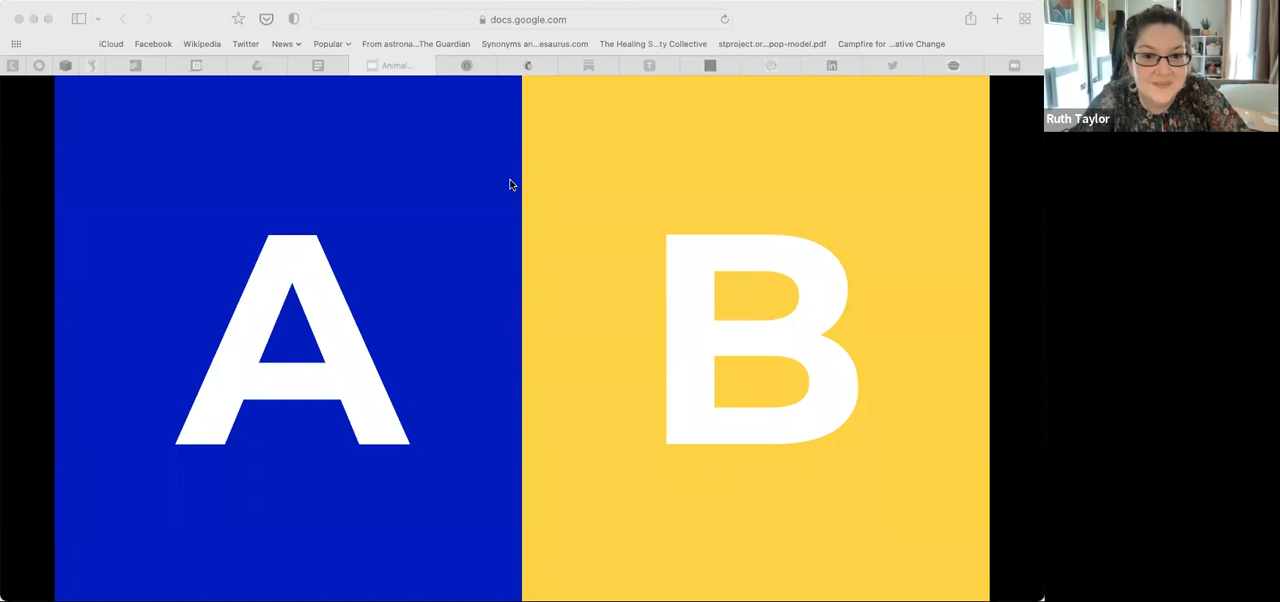 docs.google.com
iCloud Facebook Wikipedia Twitter News Popular From astrona...The Guardian Synonyms an...esaurus.com The Healing S...ty Collective stproject.or...pop-model.pdf Campfire for ...ative Change
Animal...
Ruth Taylor
A B